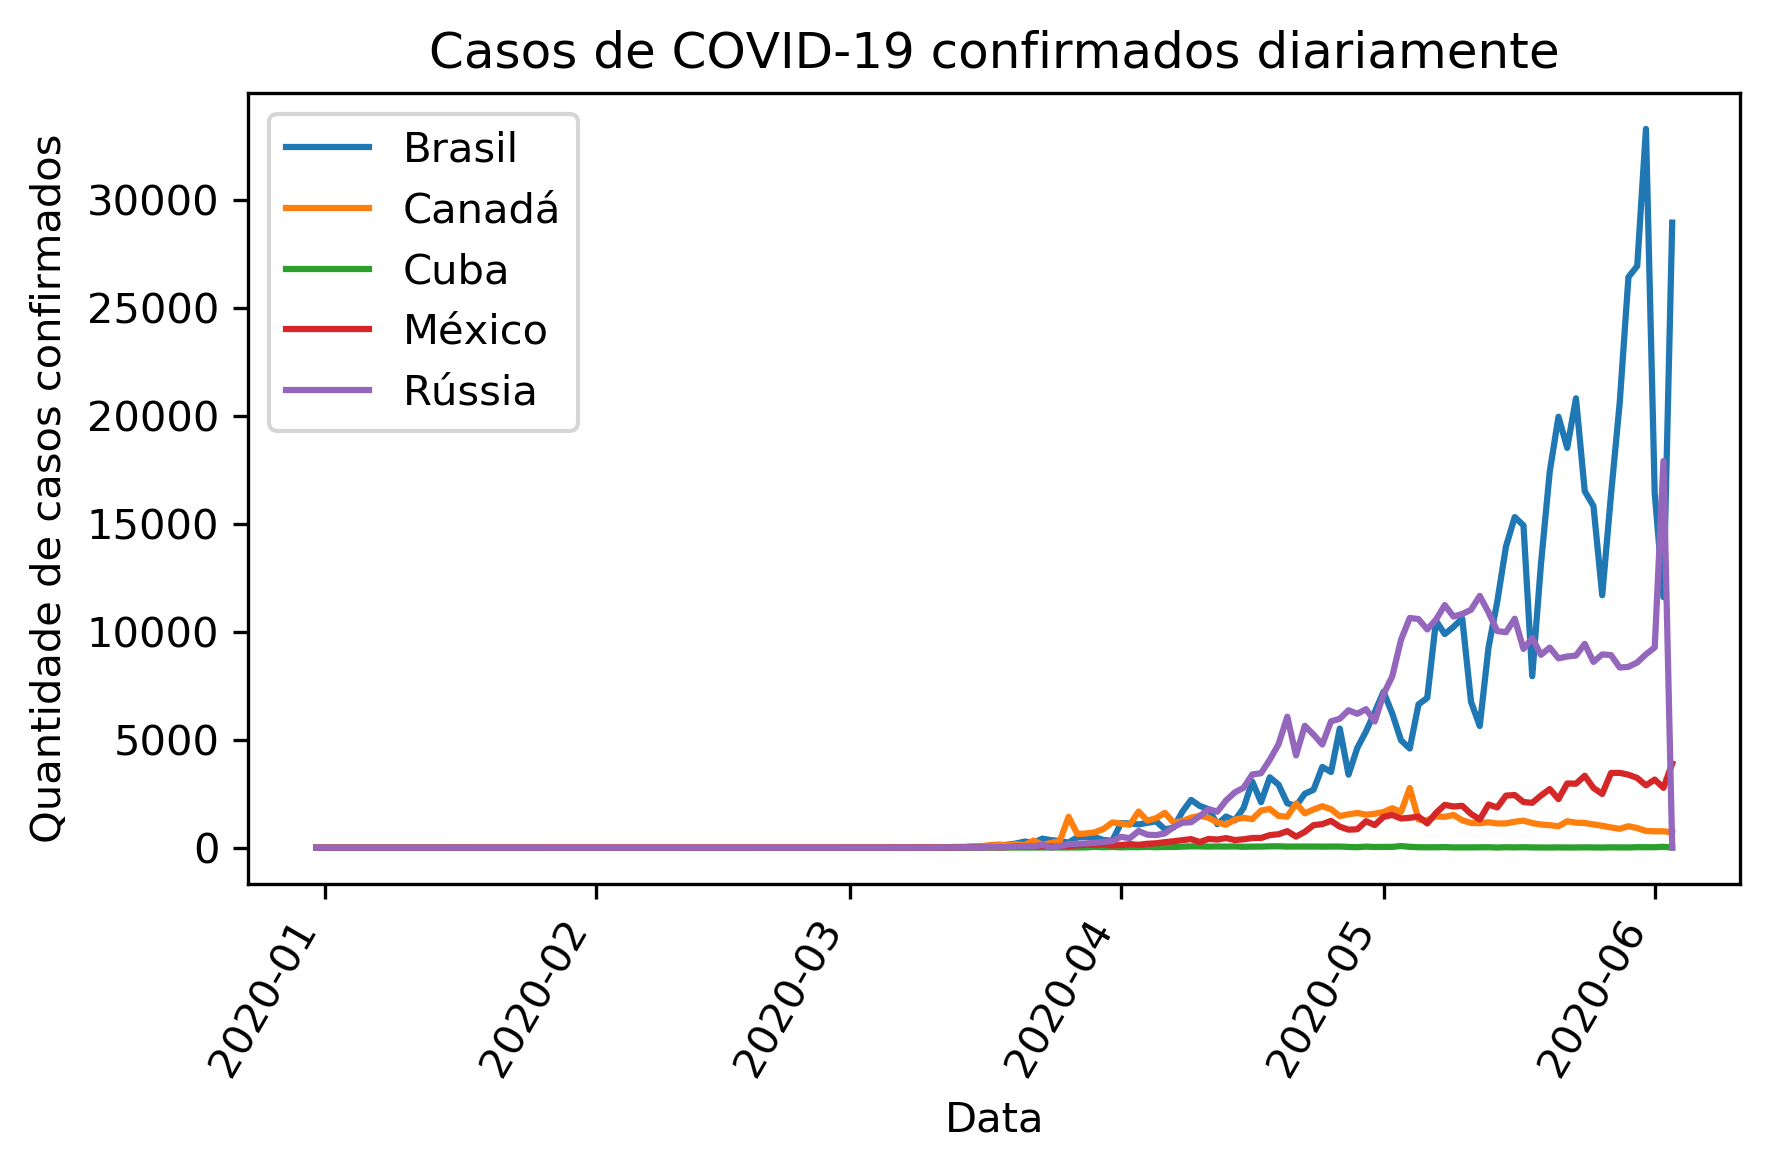 Casos de COVID-19 confirmados diariamente
Quantidade de casos confirmados
30000
25000
20000
15000
10000
5000
0
Brasil
Canadá
Cuba
México
Rússia
2020-01
2020-02
2020-03
2020-04
2020-05
2020-06
Data